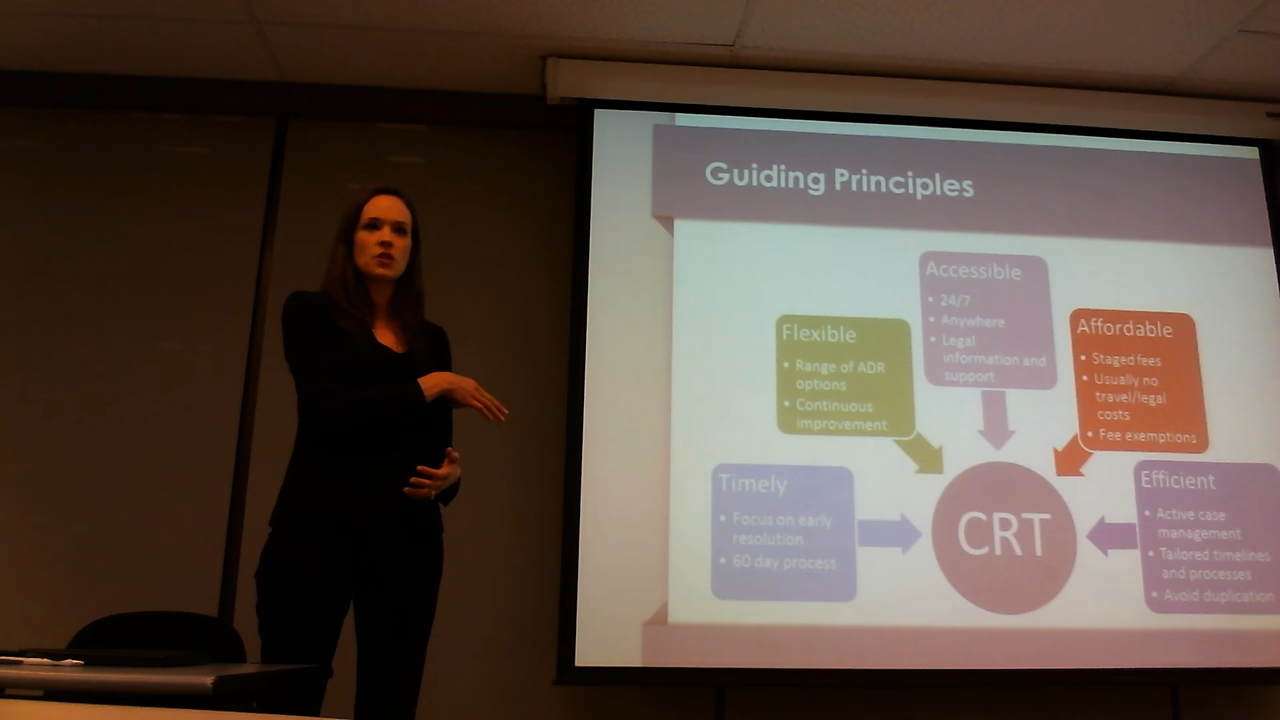 Guiding Principles
Accessible
• 24/7
• Anywhere
• Legal
information and
support
Flexible
• Range of ADR
options
• Continuous
improvement
Affordable
• Staged fees
• Usually no
travel/legal
costs
• Fee exemptions
Timely
• Focus on early
resolution
• 60 day process
CRT
Efficient
• Active case
management
• Tailored timelines
and processes
• Avoid duplication